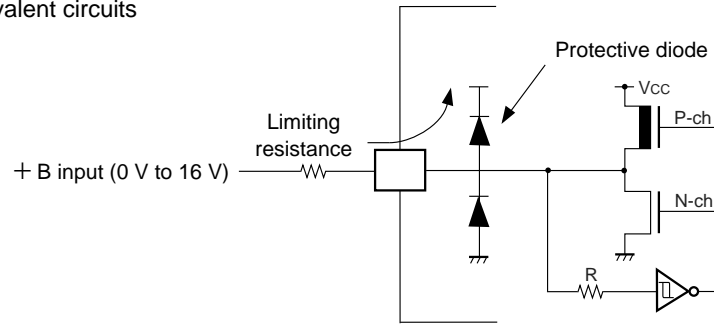 valent circuits
Protective diode
VCC
P-ch
Limiting
resistance
+ B input (0 V to 16 V)
N-ch
R